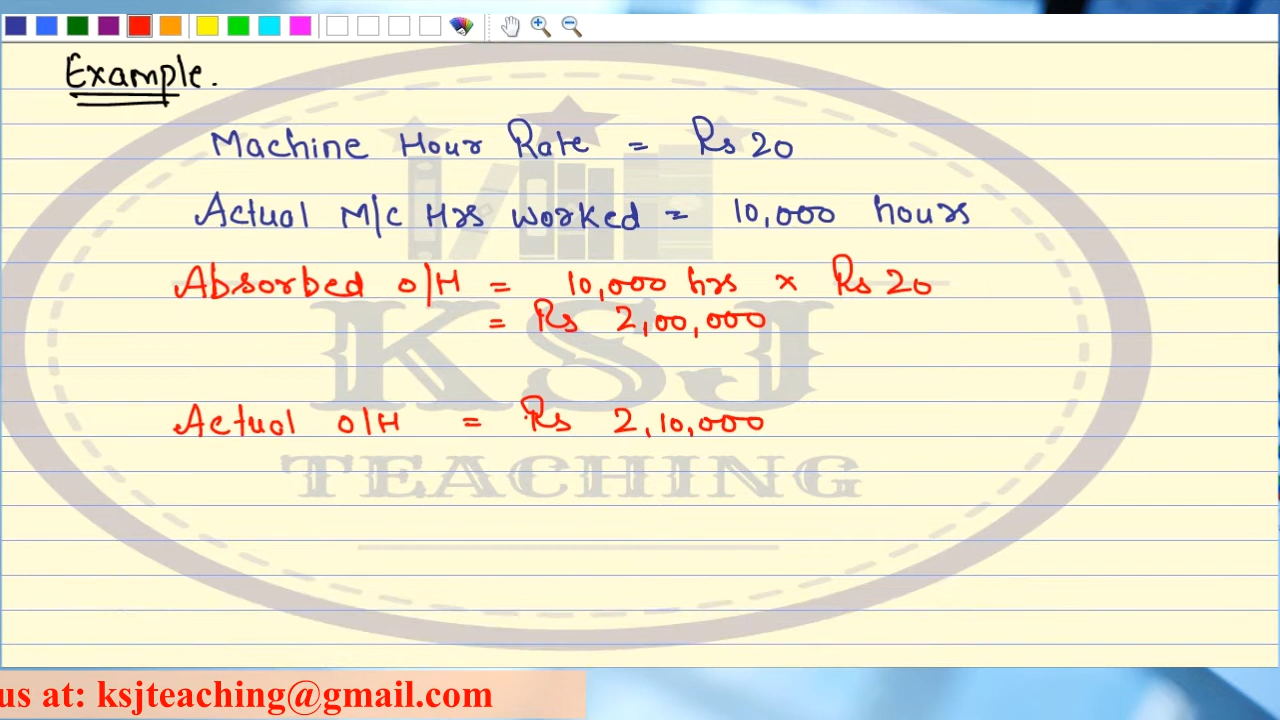 Example.
Machine Hour Rate = Rs 20
Actual M/c Hrs worked = 10,000 hours
Absorbed O/H = 10,000 hrs × Rs 20
= Rs 2,00,000
KSJ
Actual O/H = Rs 2,10,000
TEACHING
us at: ksjteaching@gmail.com